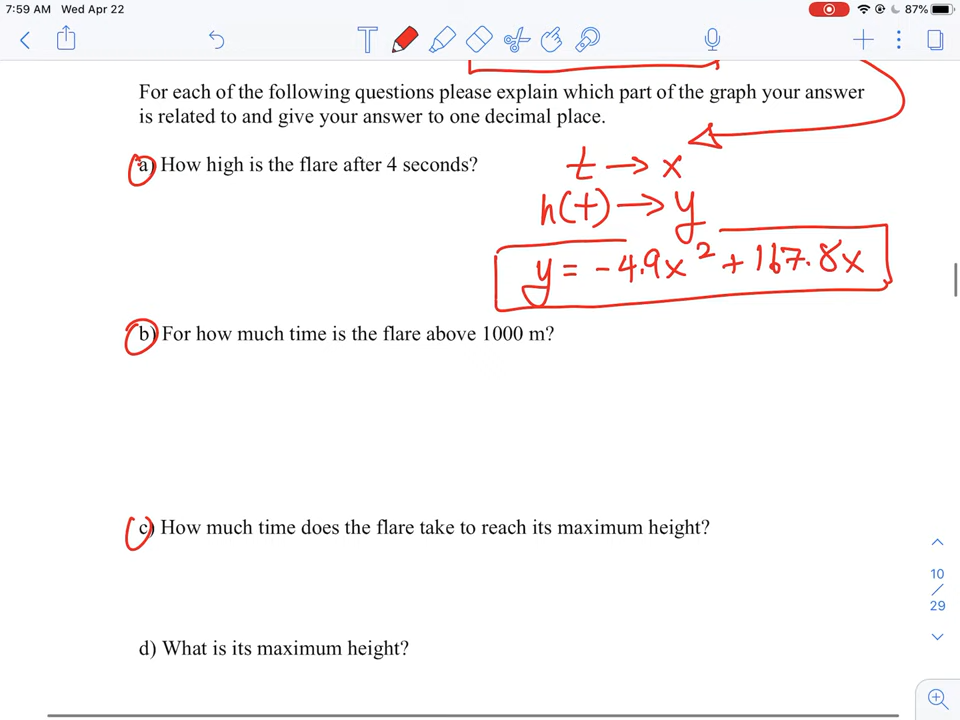 7:59 AM Wed Apr 22
87%
For each of the following questions please explain which part of the graph your answer
is related to and give your answer to one decimal place.
a) How high is the flare after 4 seconds?
t → x
h(t) → y
y = -4.9x² + 167.8x
b) For how much time is the flare above 1000 m?
c) How much time does the flare take to reach its maximum height?
10
/
29
d) What is its maximum height?